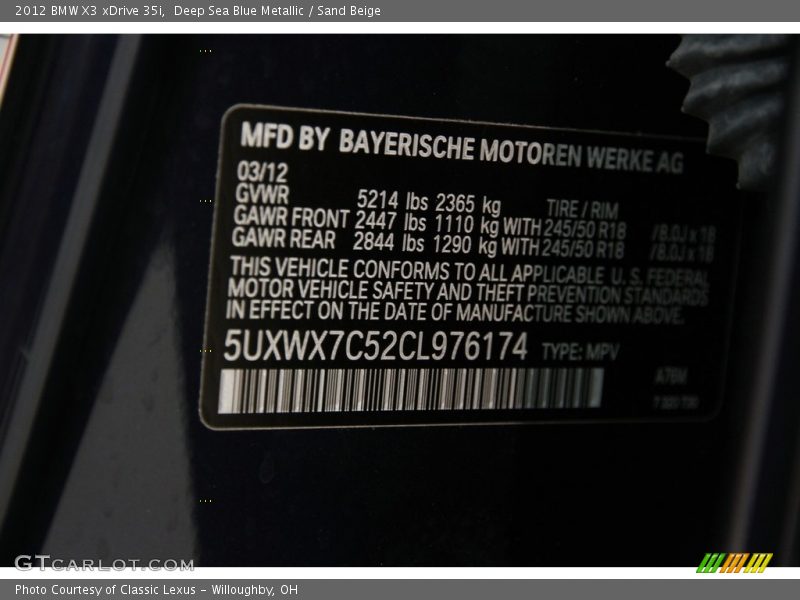 2012 BMW X3 xDrive 35i, Deep Sea Blue Metallic / Sand Beige
MFD BY BAYERISCHE MOTOREN WERKE AG
03/12
GVWR 5214 lbs 2365 kg TIRE / RIM
GAWR FRONT 2447 lbs 1110 kg WITH 245/50 R18 /8.0J x 18
GAWR REAR 2844 lbs 1290 kg WITH 245/50 R18 /8.0J x 18
THIS VEHICLE CONFORMS TO ALL APPLICABLE U.S. FEDERAL
MOTOR VEHICLE SAFETY AND THEFT PREVENTION STANDARDS
IN EFFECT ON THE DATE OF MANUFACTURE SHOWN ABOVE.
5UXWX7C52CL976174 TYPE: MPV
GTCARLOT.COM
Photo Courtesy of Classic Lexus - Willoughby, OH